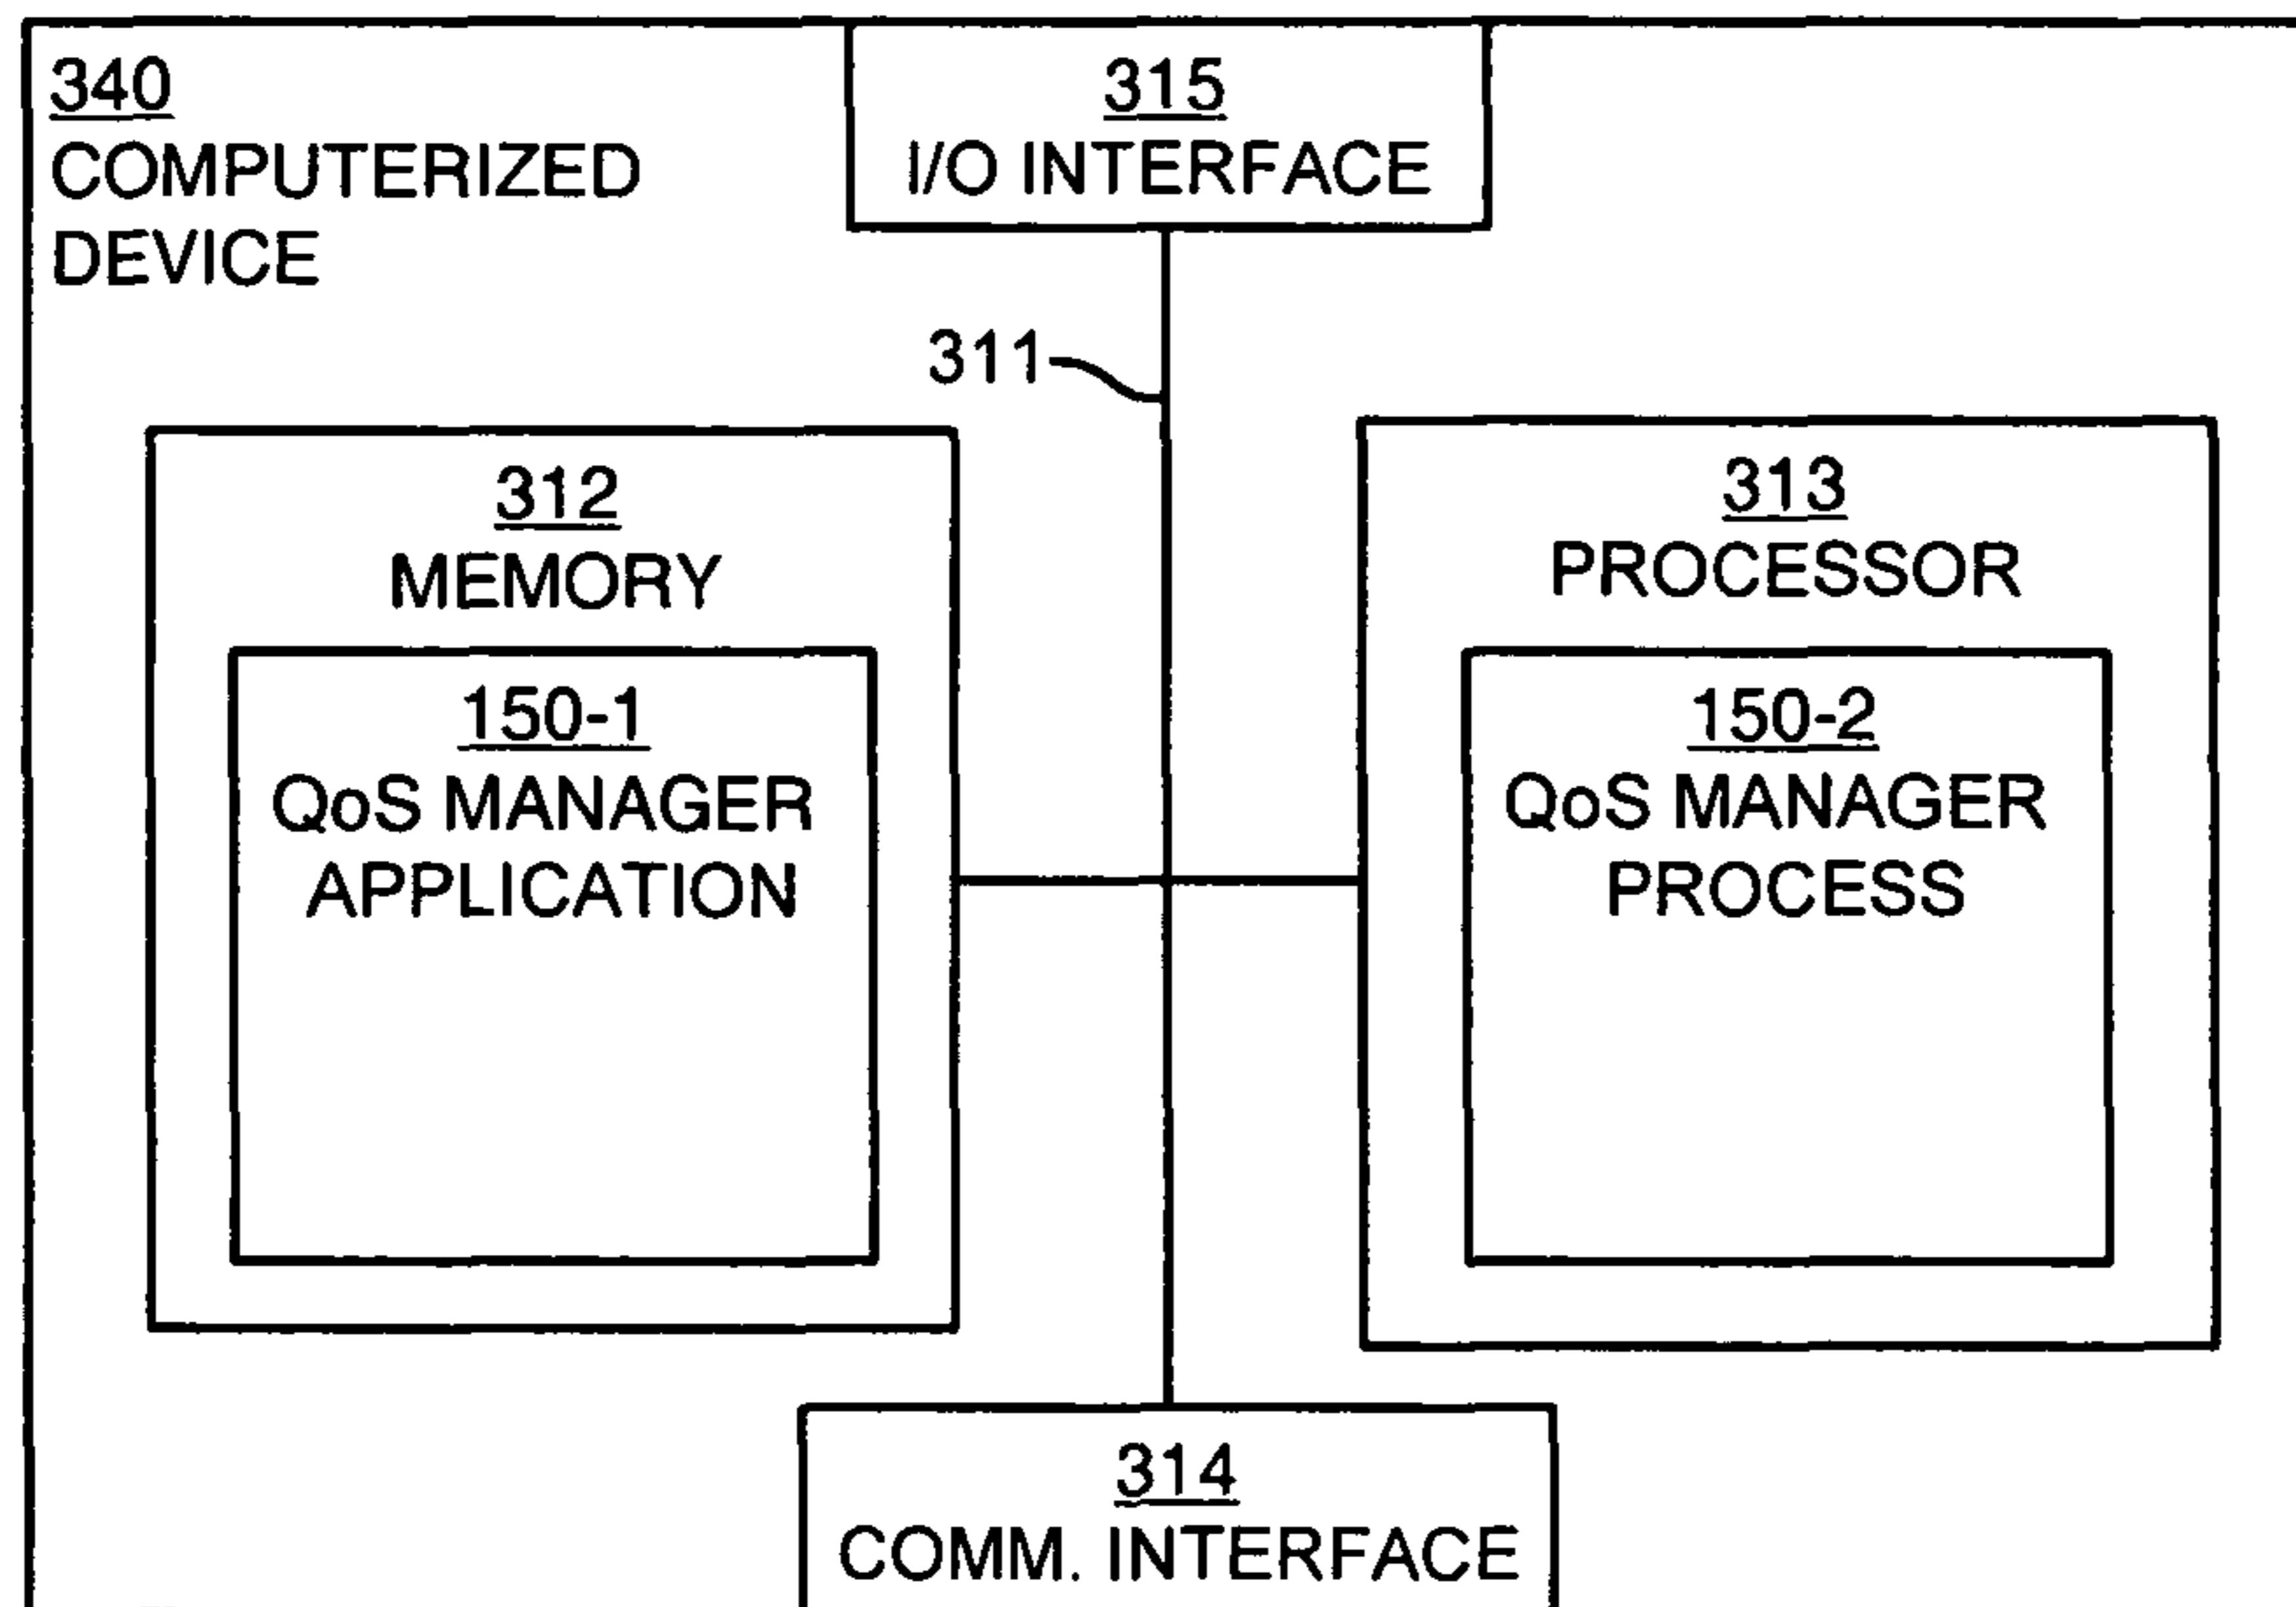 340
COMPUTERIZED
DEVICE
315
I/O INTERFACE
311
312
MEMORY
150-1
QoS MANAGER
APPLICATION
313
PROCESSOR
150-2
QoS MANAGER
PROCESS
314
COMM. INTERFACE